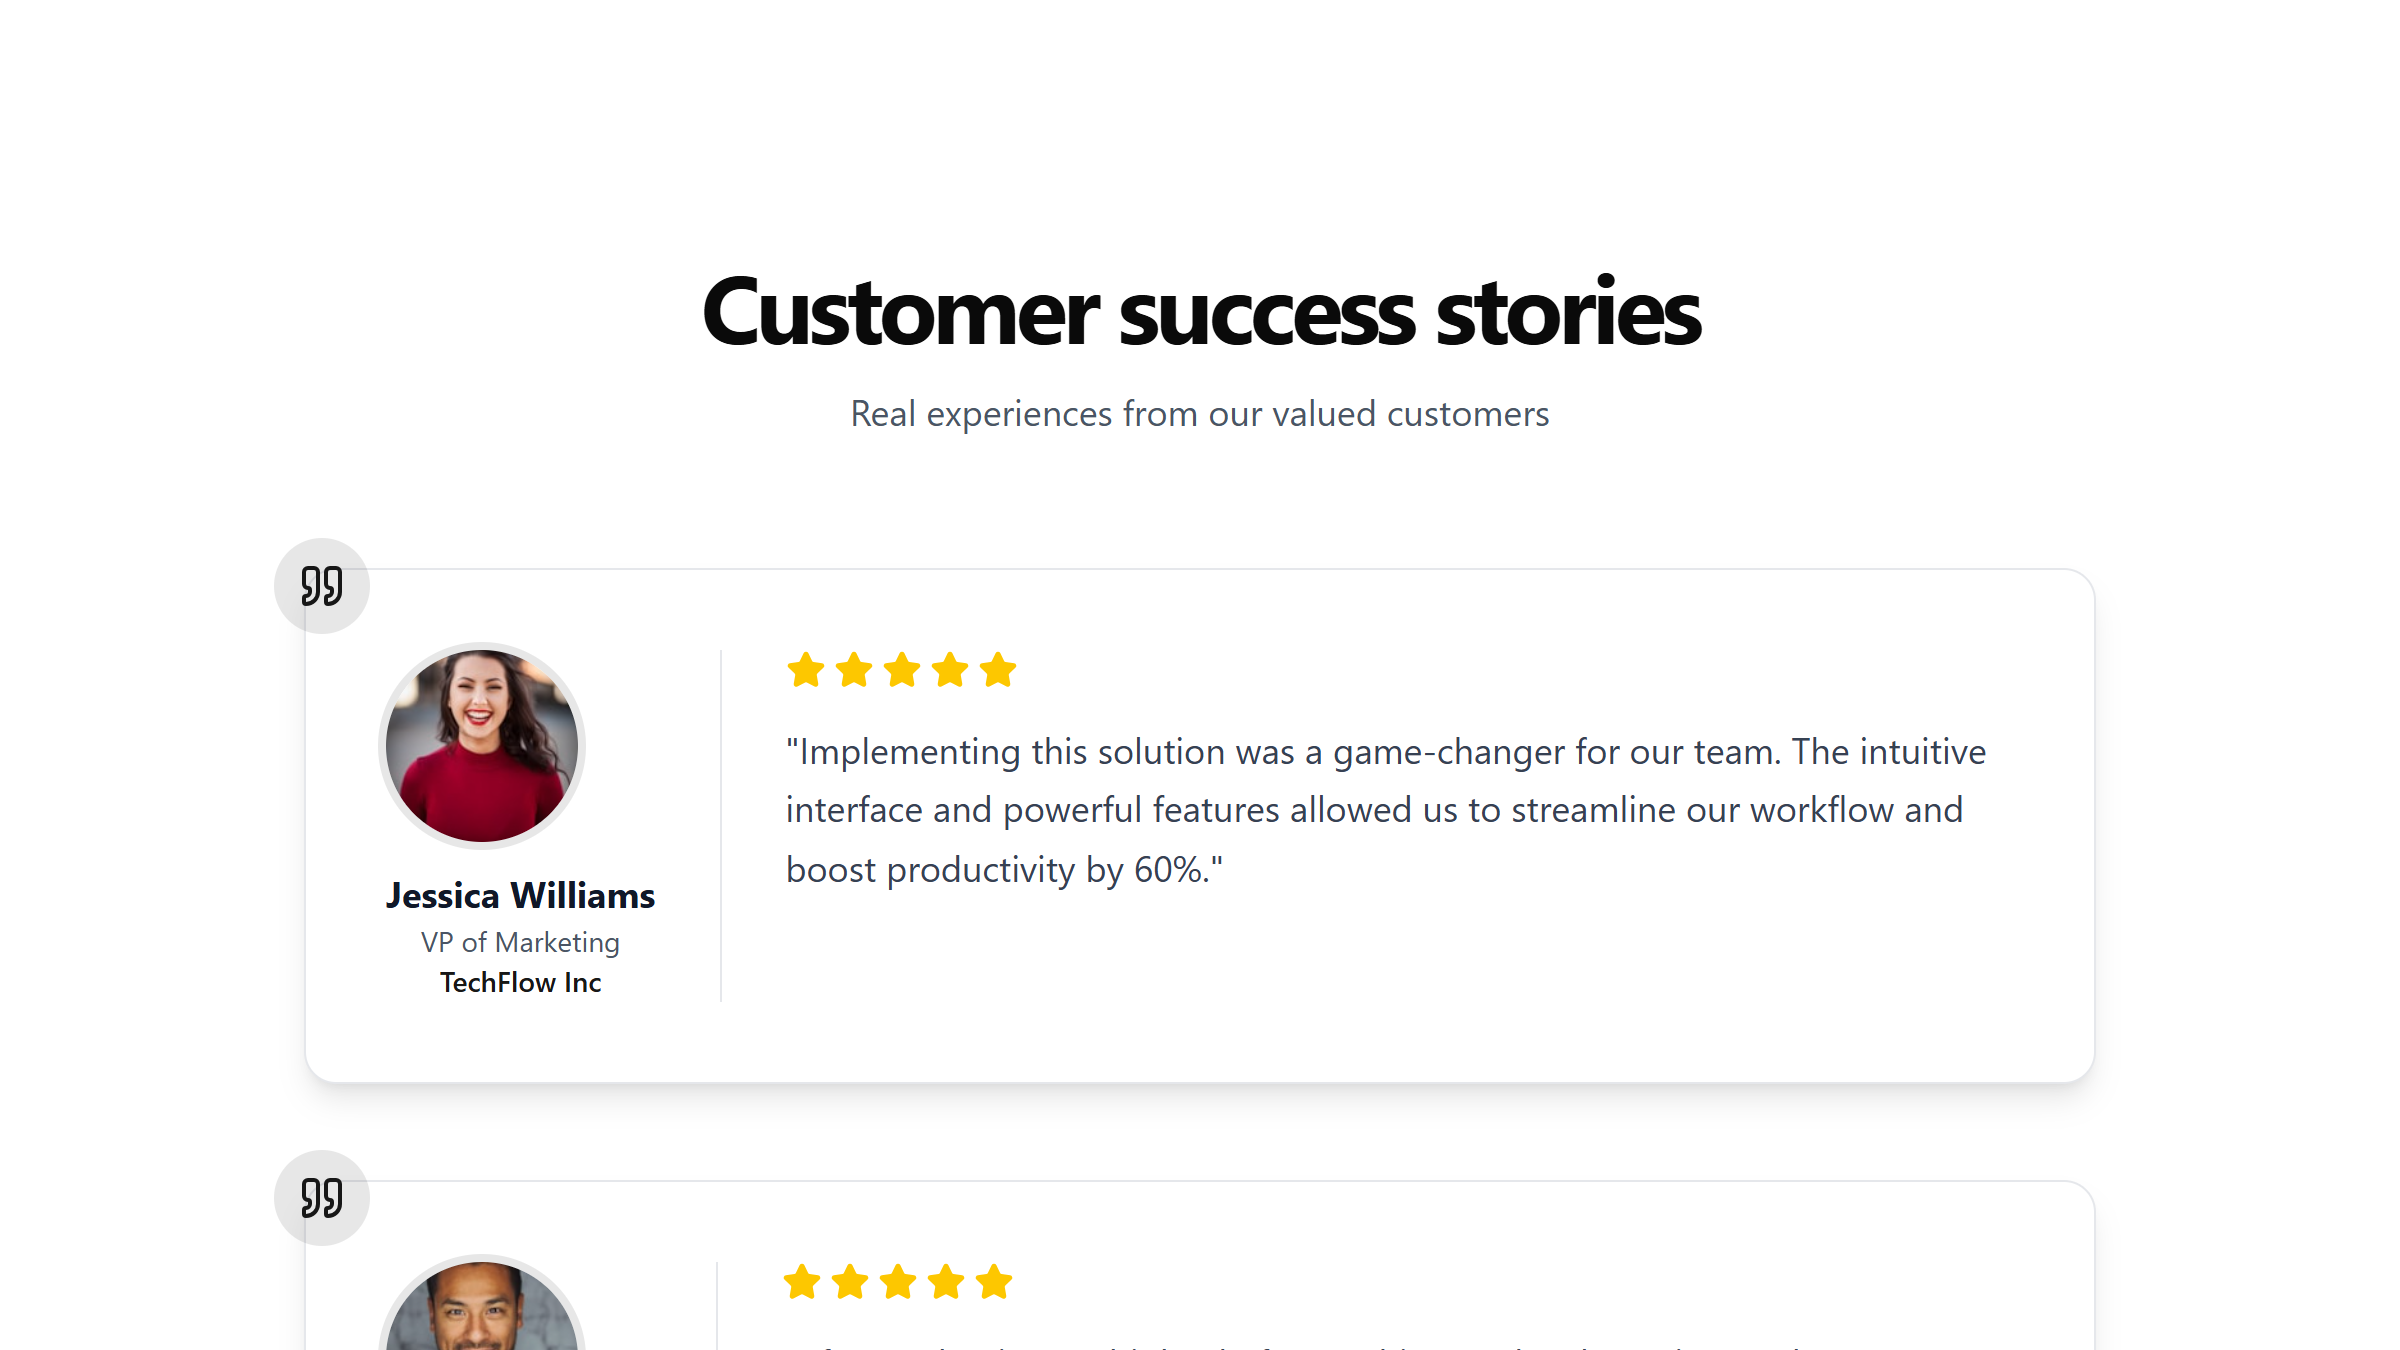 Customer success stories
Real experiences from our valued customers
Jessica Williams
VP of Marketing
TechFlow Inc
"Implementing this solution was a game-changer for our team. The intuitive
interface and powerful features allowed us to streamline our workflow and
boost productivity by 60%."